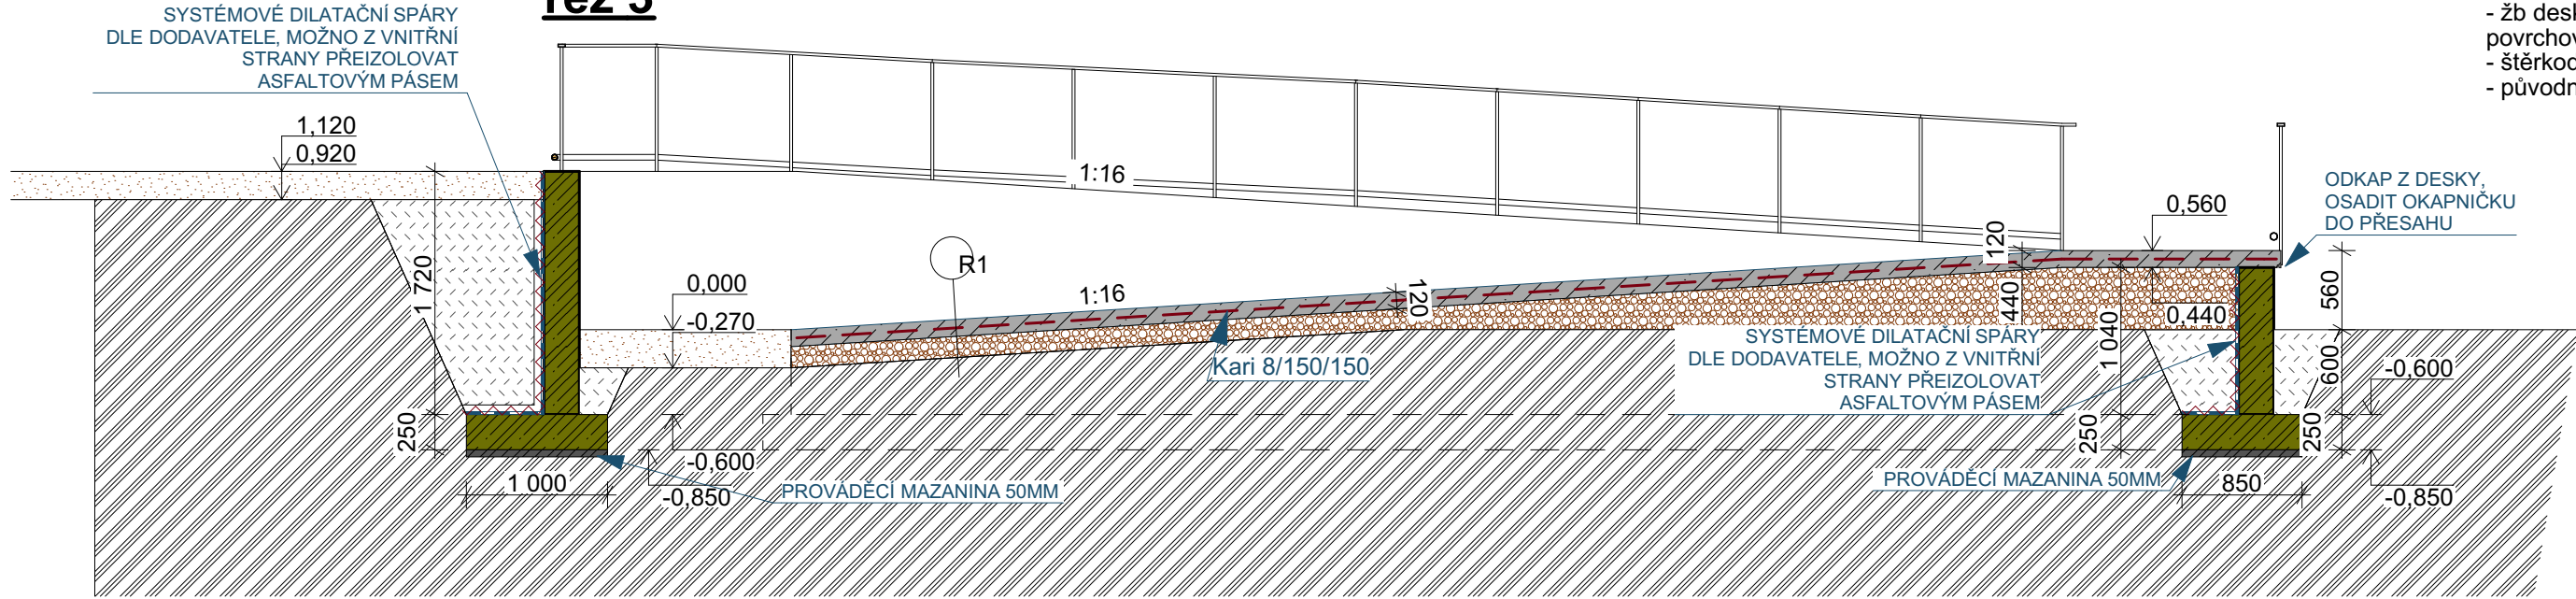 řez 3
SYSTÉMOVÉ DILATAČNÍ SPÁRY
DLE DODAVATELE, MOŽNO Z VNITŘNÍ
STRANY PŘEIZOLOVAT
ASFALTOVÝM PÁSEM
- žb
povrchov
- štěrkod
- původn
1,120
0,920
1:16
ODKAP Z DESKY,
OSADIT OKAPNIČKU
DO PŘESAHU
0,560
120
R1
1 720
0,000
-0,270
1:16
120
440
1 040
0,440
560
Kari 8/150/150
SYSTÉMOVÉ DILATAČNÍ SPÁRY
DLE DODAVATELE, MOŽNO Z VNITŘNÍ
STRANY PŘEIZOLOVAT
ASFALTOVÝM PÁSEM
600
-0,600
250
-0,600
-0,850
1 000
PROVÁDĚCÍ MAZANINA 50MM
250
250
PROVÁDĚCÍ MAZANINA 50MM
850
-0,850